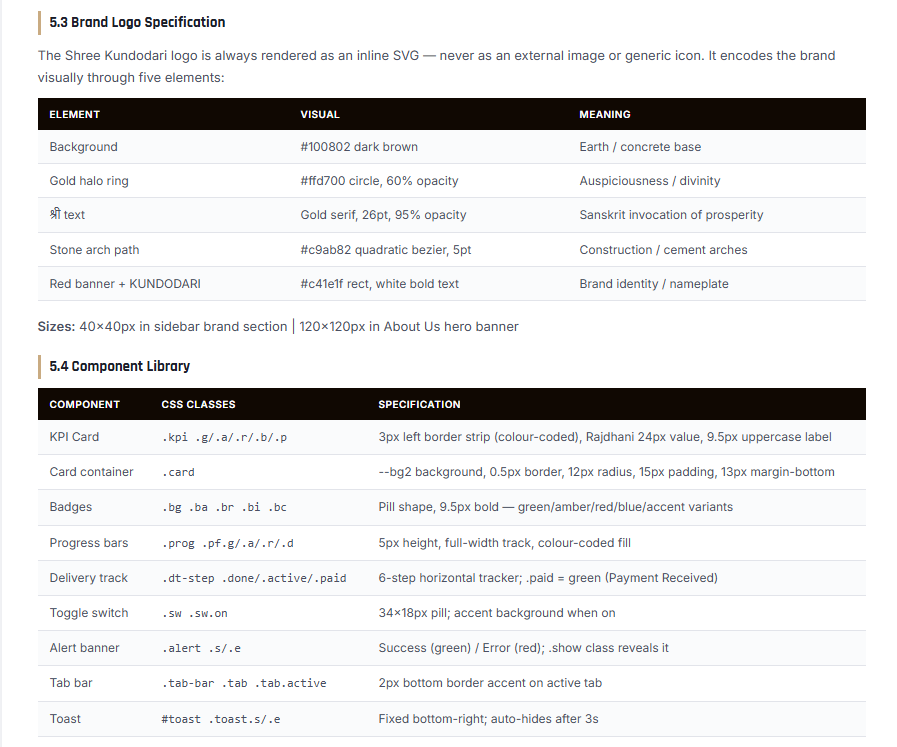 5.3 Brand Logo Specification
The Shree Kundodari logo is always rendered as an inline SVG — never as an external image or generic icon. It encodes the brand
visually through five elements:
ELEMENT VISUAL MEANING
Background #100802 dark brown Earth / concrete base
Gold halo ring #ffd700 circle, 60% opacity Auspiciousness / divinity
श्री text Gold serif, 26pt, 95% opacity Sanskrit invocation of prosperity
Stone arch path #c9ab82 quadratic bezier, 5pt Construction / cement arches
Red banner + KUNDODARI #c41e1f rect, white bold text Brand identity / nameplate
Sizes: 40×40px in sidebar brand section | 120×120px in About Us hero banner
5.4 Component Library
COMPONENT CSS CLASSES SPECIFICATION
KPI Card .kpi .g/.a/.r/.b/.p 3px left border strip (colour-coded), Rajdhani 24px value, 9.5px uppercase label
Card container .card --bg2 background, 0.5px border, 12px radius, 15px padding, 13px margin-bottom
Badges .bg .ba .br .bi .bc Pill shape, 9.5px bold — green/amber/red/blue/accent variants
Progress bars .prog .pf.g/.a/.r/.d 5px height, full-width track, colour-coded fill
Delivery track .dt-step .done/.active/.paid 6-step horizontal tracker; .paid = green (Payment Received)
Toggle switch .sw .sw.on 34×18px pill; accent background when on
Alert banner .alert .s/.e Success (green) / Error (red); .show class reveals it
Tab bar .tab-bar .tab .tab.active 2px bottom border accent on active tab
Toast #toast .toast.s/.e Fixed bottom-right; auto-hides after 3s